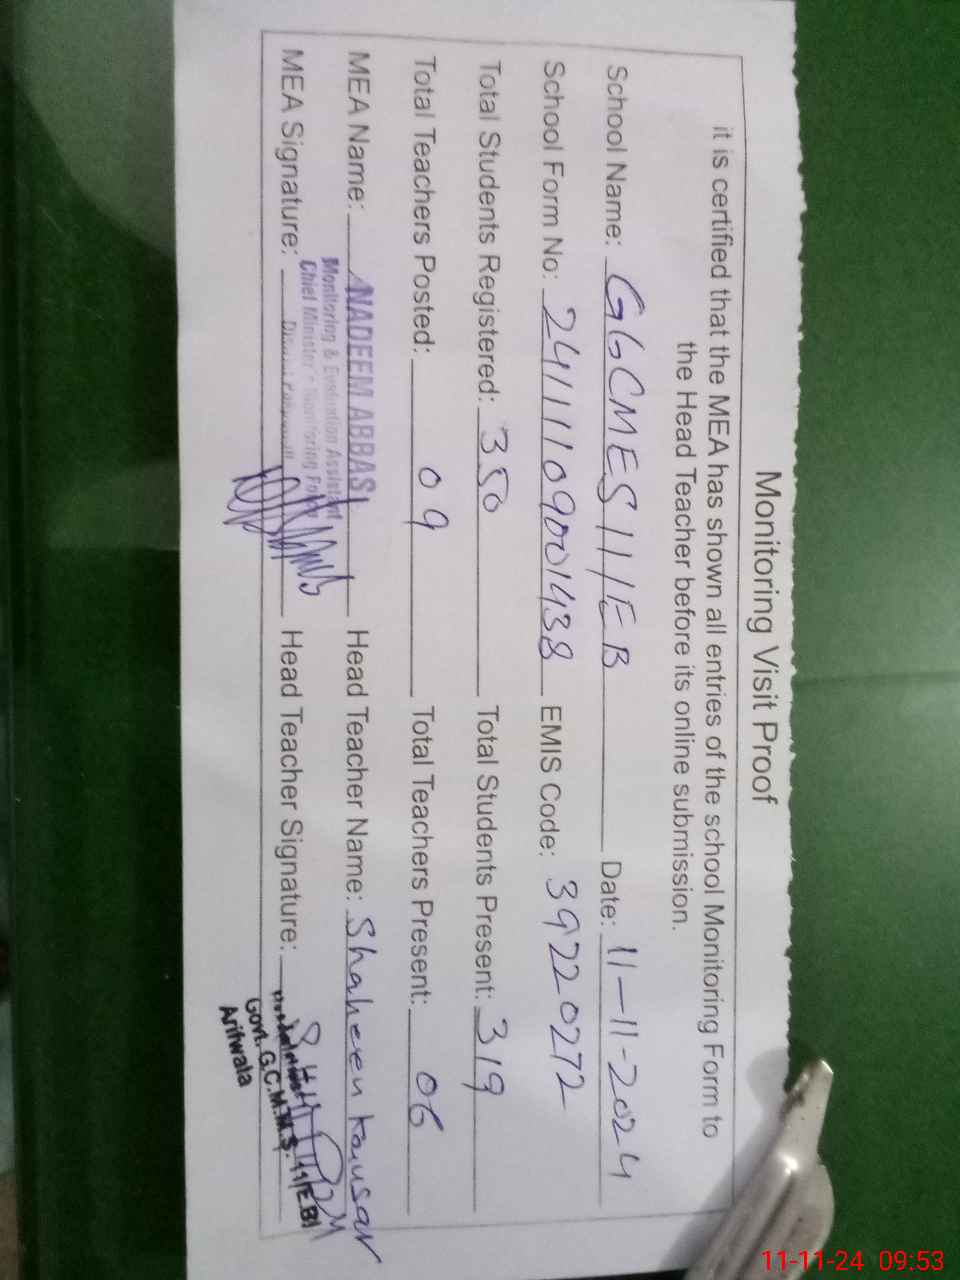 Monitoring Visit Proof
it is certified that the MEA has shown all entries of the school Monitoring Form to
the Head Teacher before its online submission.
School Name: GGCMES 11/EB Date: 11-11-2024
School Form No: 241111090001438 EMIS Code: 39220272
Total Students Registered: 350 Total Students Present: 319
Total Teachers Posted: 09 Total Teachers Present: 06
MEA Name: NADEEM ABBAS Head Teacher Name: Shaheen Kausar
Monitoring & Evaluation Assistant
Chief Minister's Monitoring Force
MEA Signature: District Head Teacher Signature:
Govt. G.C.M.M.S. 11/E.B
Arifwala
11-11-24 09:53